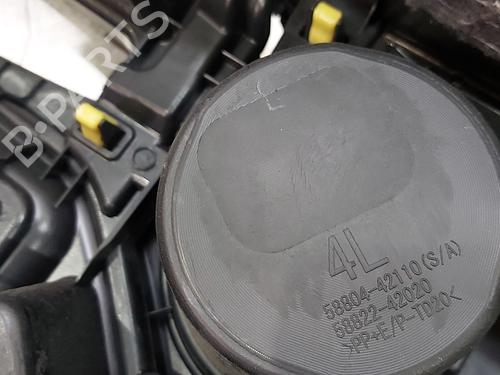 B-PARTS
4L
58804-42110(S/A)
58822-42020
>PP+E/P-TD20<